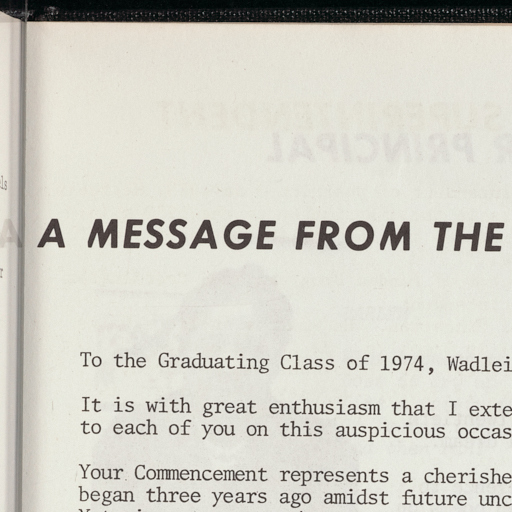 A MESSAGE FROM THE
To the Graduating Class of 1974, Wadlei
It is with great enthusiasm that I exte
to each of you on this auspicious occas
Your Commencement represents a cherishe
began three years ago amidst future unc